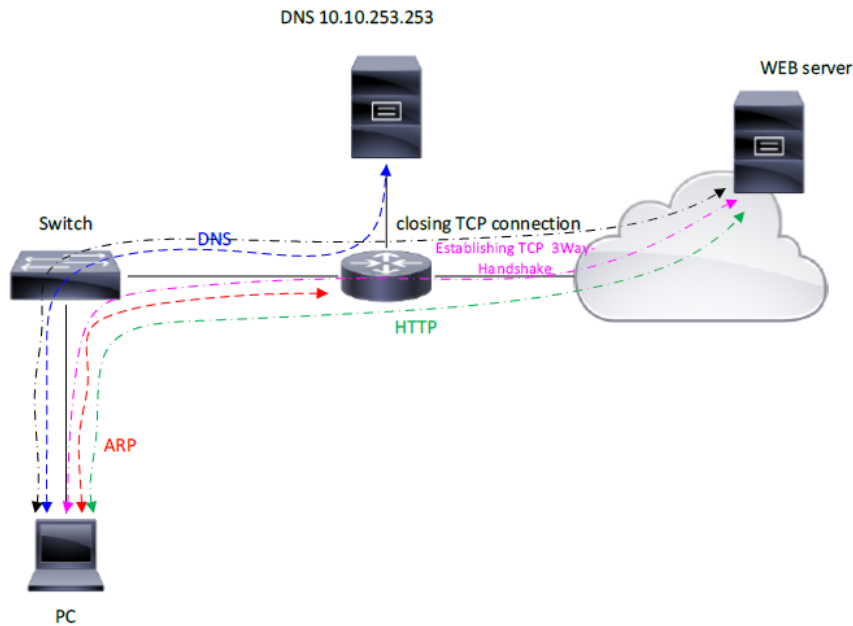 DNS 10.10.253.253
WEB server
Switch
closing TCP connection
DNS
Establishing TCP 3Way-
Handshake
HTTP
ARP
PC